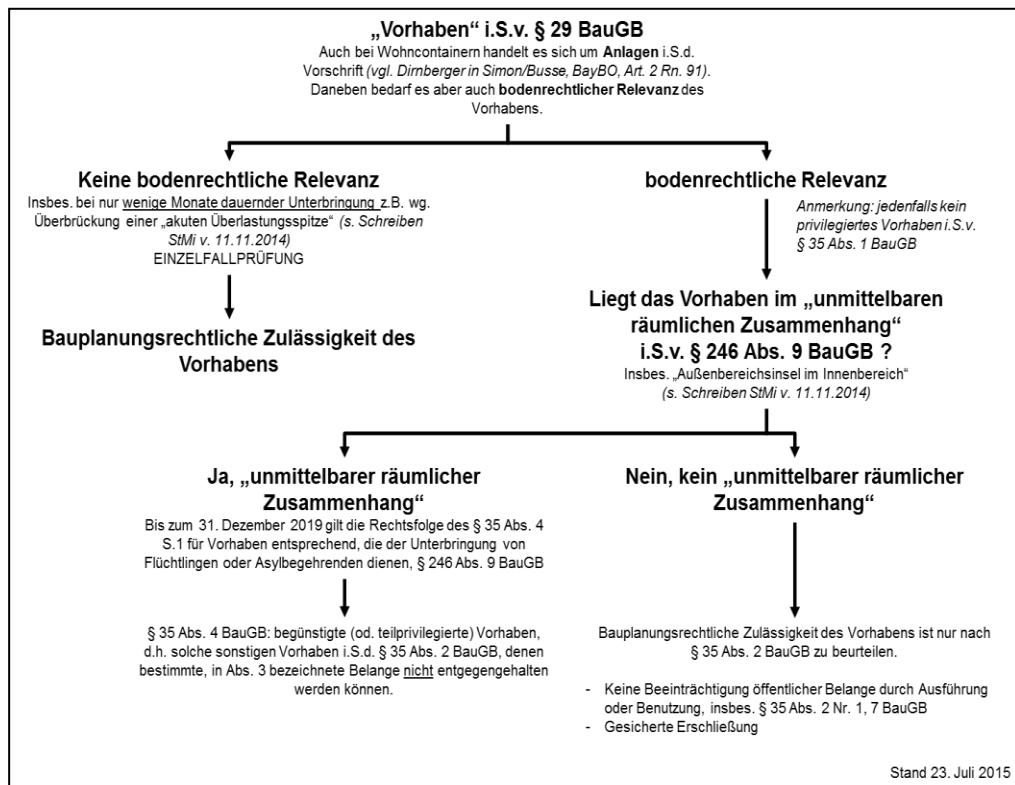 „Vorhaben“ i.S.v. § 29 BauGB
Auch bei Wohncontainern handelt es sich um Anlagen i.S.d.
Vorschrift (vgl. Dirnberger in Simon/Busse, BayBO, Art. 2 Rn. 91).
Daneben bedarf es aber auch bodenrechtlicher Relevanz des
Vorhabens.
Keine bodenrechtliche Relevanz
Insbes. bei nur wenige Monate dauernder Unterbringung z.B. wg.
Überbrückung einer „akuten Überlastungsspitze“ (s. Schreiben
StMi v. 11.11.2014)
EINZELFALLPRÜFUNG
Bauplanungsrechtliche Zulässigkeit des
Vorhabens
bodenrechtliche Relevanz
Anmerkung: jedenfalls kein
privilegiertes Vorhaben i.S.v.
§ 35 Abs. 1 BauGB
Liegt das Vorhaben im „unmittelbaren
räumlichen Zusammenhang“
i.S.v. § 246 Abs. 9 BauGB ?
Insbes. „Außenbereichsinsel im Innenbereich“
(s. Schreiben StMi v. 11.11.2014)
Ja, „unmittelbarer räumlicher
Zusammenhang“
Bis zum 31. Dezember 2019 gilt die Rechtsfolge des § 35 Abs. 4
S.1 für Vorhaben entsprechend, die der Unterbringung von
Flüchtlingen oder Asylbegehrenden dienen, § 246 Abs. 9 BauGB
§ 35 Abs. 4 BauGB: begünstigte (od. teilprivilegierte) Vorhaben,
d.h. solche sonstigen Vorhaben i.S.d. § 35 Abs. 2 BauGB, denen
bestimmte, in Abs. 3 bezeichnete Belange nicht entgegengehalten
werden können.
Nein, kein „unmittelbarer räumlicher
Zusammenhang“
Bauplanungsrechtliche Zulässigkeit des Vorhabens ist nur nach
§ 35 Abs. 2 BauGB zu beurteilen.
- Keine Beeinträchtigung öffentlicher Belange durch Ausführung
oder Benutzung, insbes. § 35 Abs. 2 Nr. 1, 7 BauGB
- Gesicherte Erschließung
Stand 23. Juli 2015